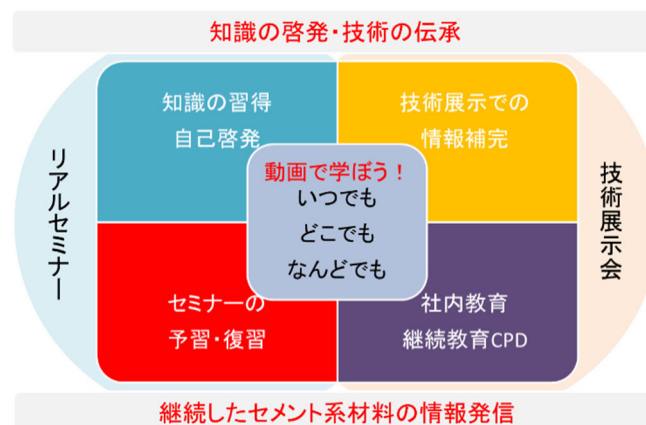 知識の啓発・技術の伝承
リアルセミナー
知識の習得
自己啓発
技術展示での
情報補完
動画で学ぼう！
いつでも
どこでも
なんどでも
セミナーの
予習・復習
社内教育
継続教育CPD
技術展示会
継続したセメント系材料の情報発信